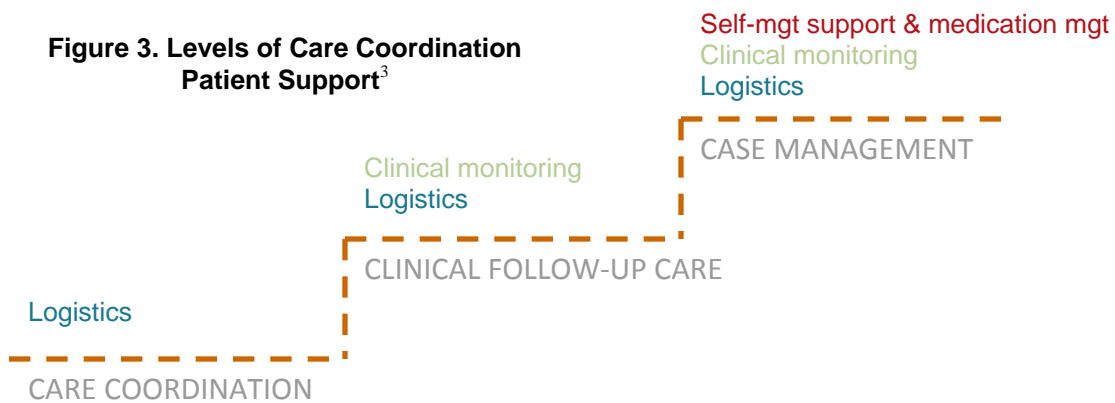 Figure 3. Levels of Care Coordination
Patient Support3
Self-mgt support & medication mgt
Clinical monitoring
Logistics
CASE MANAGEMENT
Clinical monitoring
Logistics
CLINICAL FOLLOW-UP CARE
Logistics
CARE COORDINATION